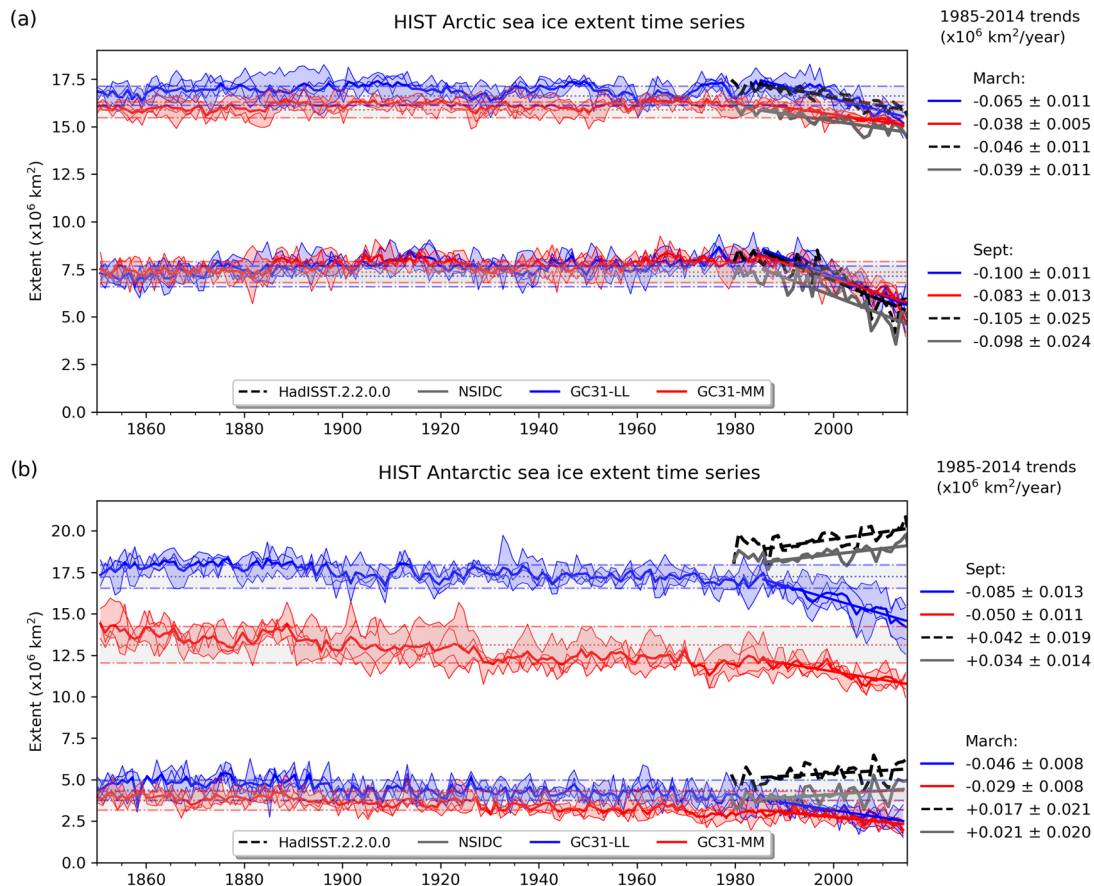 (a)
HIST Arctic sea ice extent time series
1985-2014 trends
(x10⁶ km²/year)
March:
-0.065 ± 0.011
-0.038 ± 0.005
-0.046 ± 0.011
-0.039 ± 0.011
Sept:
-0.100 ± 0.011
-0.083 ± 0.013
-0.105 ± 0.025
-0.098 ± 0.024
Extent (x10⁶ km²)
17.5
15.0
12.5
10.0
7.5
5.0
2.5
0.0
HadISST.2.2.0.0 NSIDC GC31-LL GC31-MM
1860 1880 1900 1920 1940 1960 1980 2000
(b)
HIST Antarctic sea ice extent time series
1985-2014 trends
(x10⁶ km²/year)
Sept:
-0.085 ± 0.013
-0.050 ± 0.011
+0.042 ± 0.019
+0.034 ± 0.014
March:
-0.046 ± 0.008
-0.029 ± 0.008
+0.017 ± 0.021
+0.021 ± 0.020
Extent (x10⁶ km²)
20.0
17.5
15.0
12.5
10.0
7.5
5.0
2.5
0.0
HadISST.2.2.0.0 NSIDC GC31-LL GC31-MM
1860 1880 1900 1920 1940 1960 1980 2000